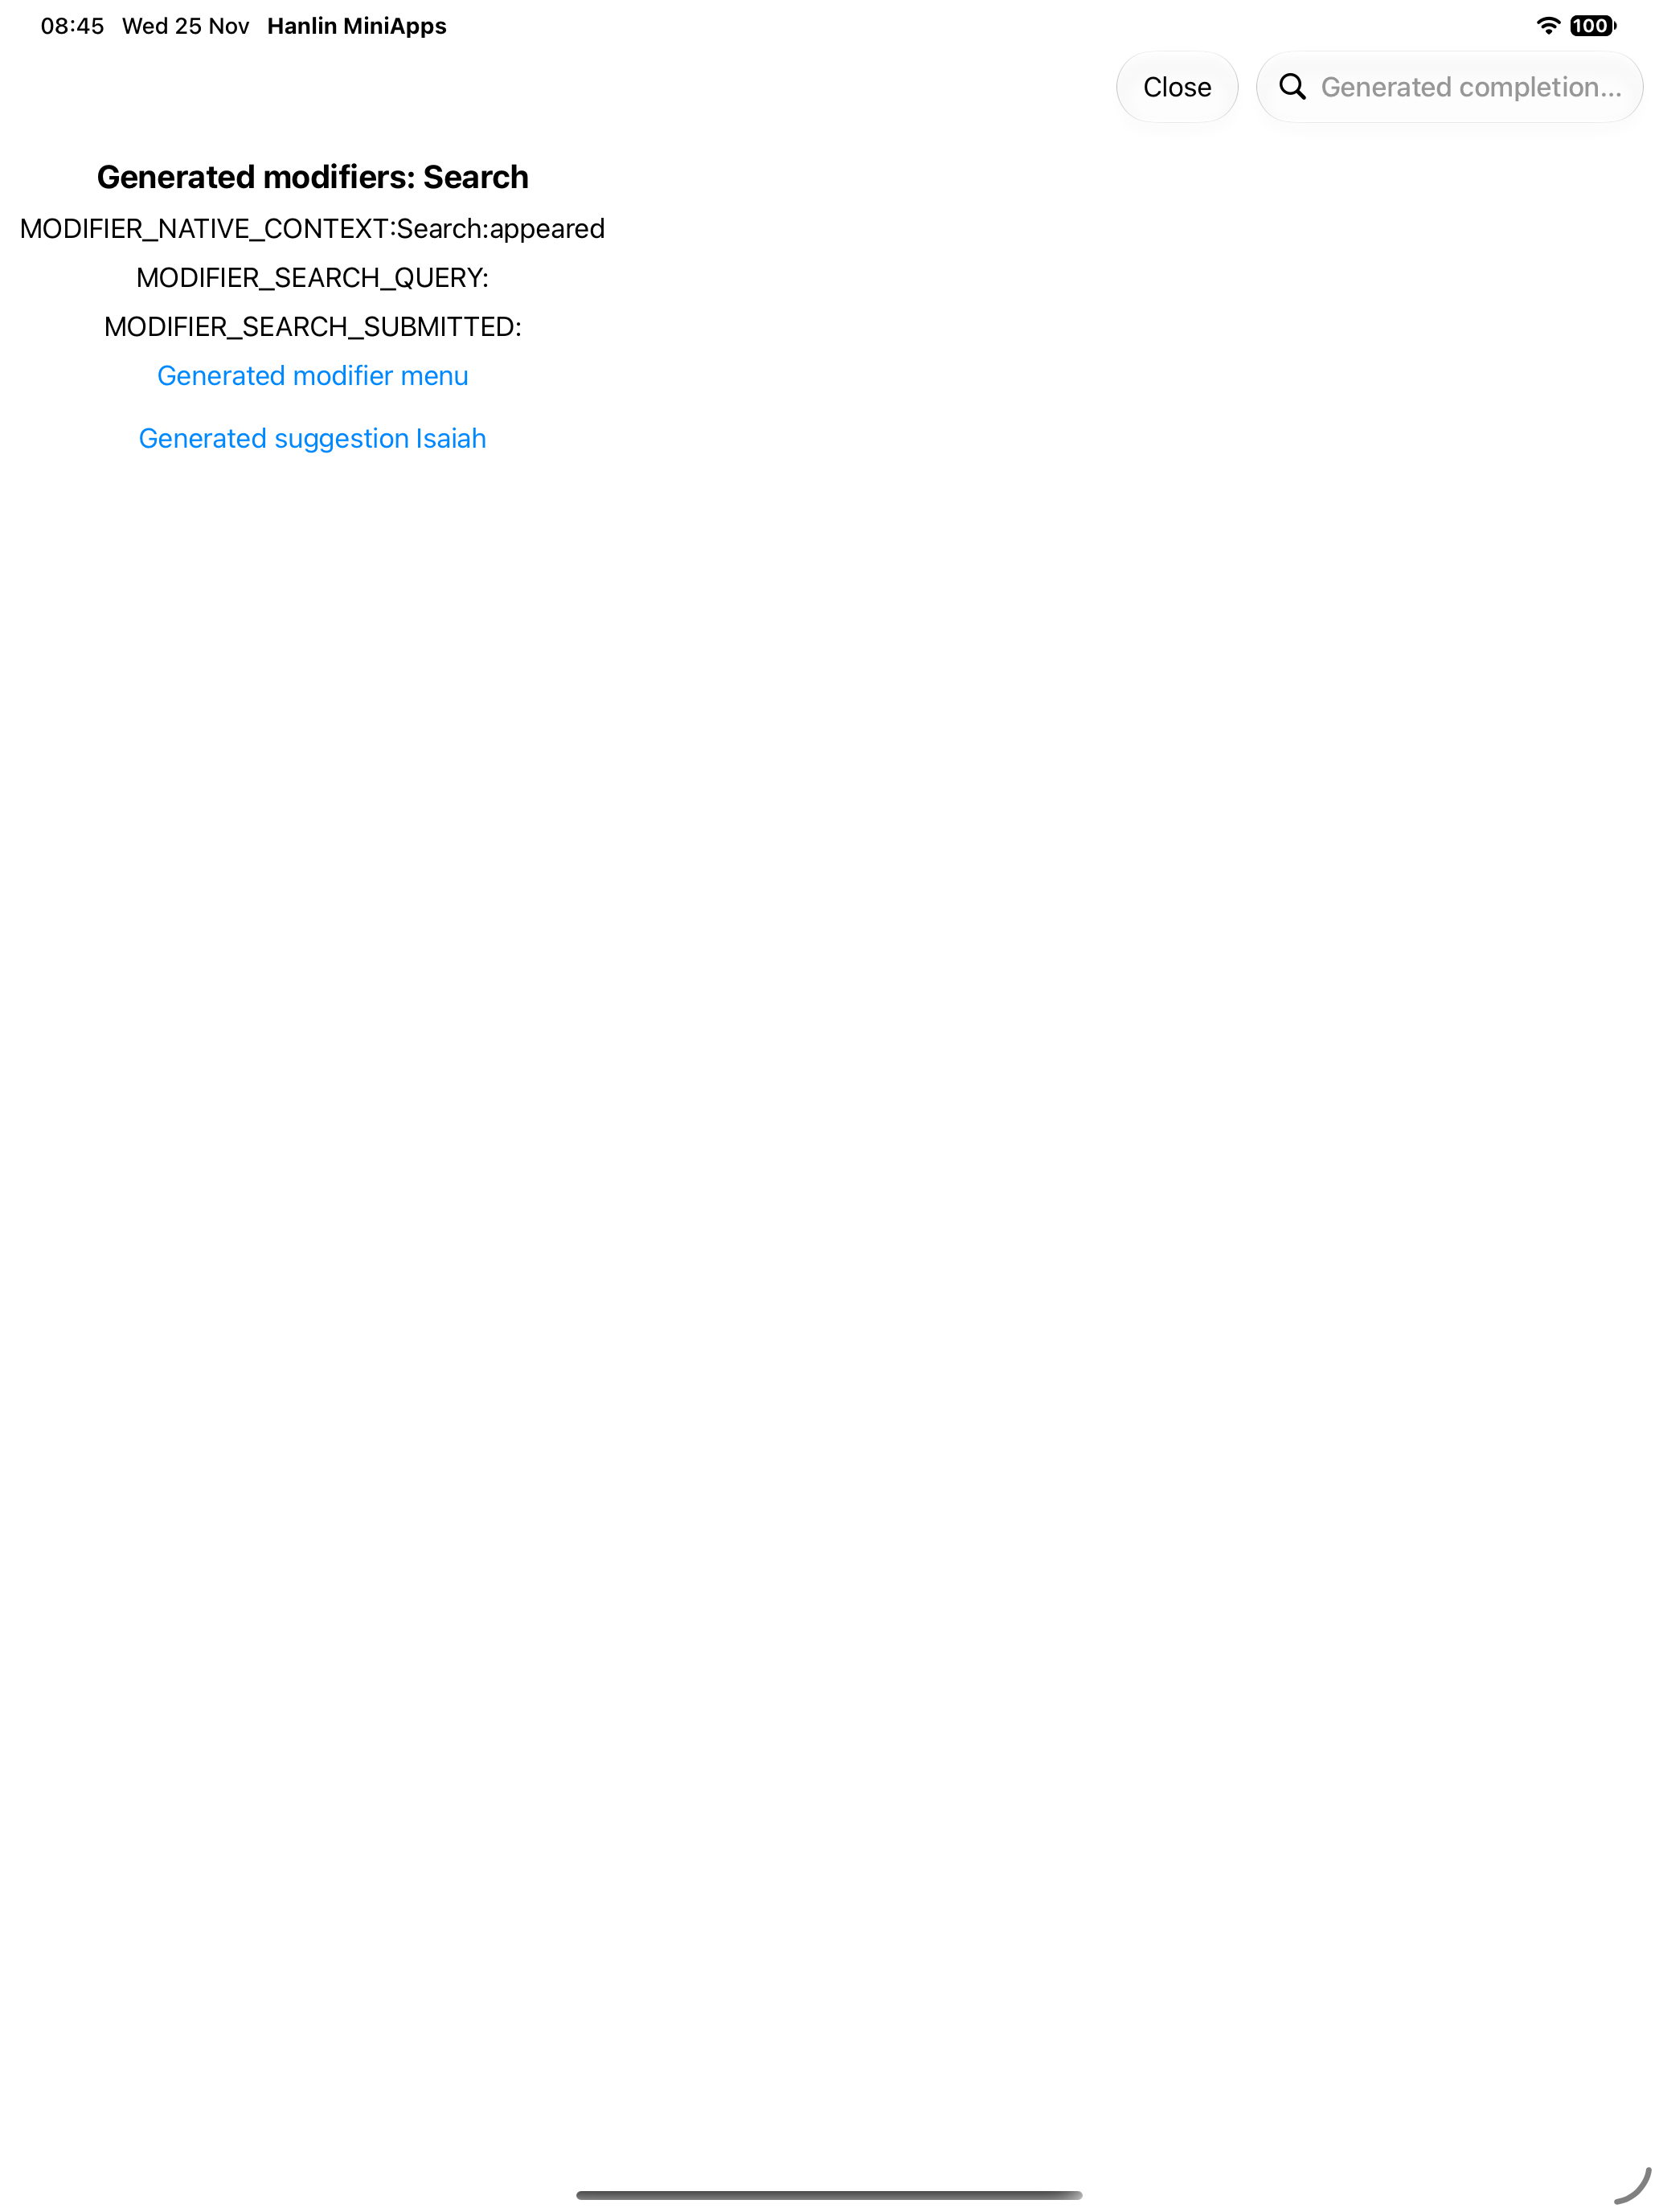 08:45 Wed 25 Nov Hanlin MiniApps
100
Close
Generated completion...
Generated modifiers: Search
MODIFIER_NATIVE_CONTEXT:Search:appeared
MODIFIER_SEARCH_QUERY:
MODIFIER_SEARCH_SUBMITTED:
Generated modifier menu
Generated suggestion Isaiah